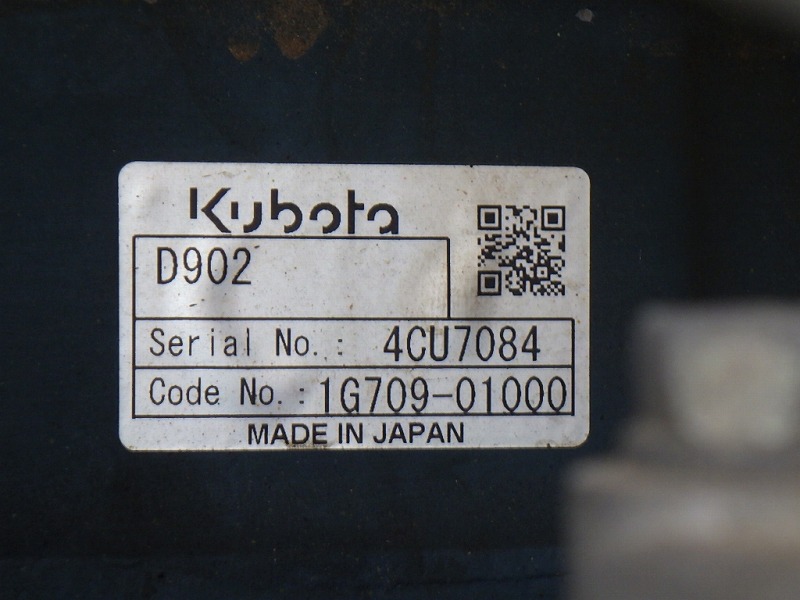 Kubota
D902
Serial No.: 4CU7084
Code No.: 1G709-01000
MADE IN JAPAN